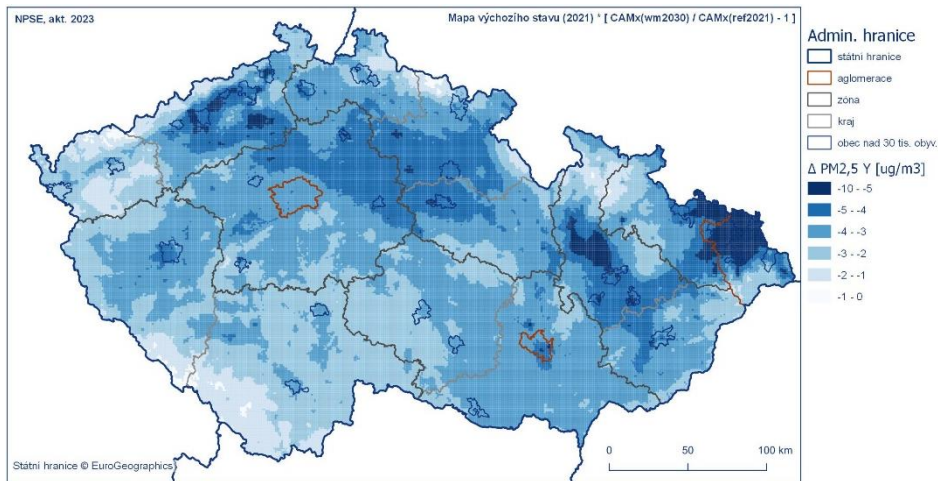 NPSE, akt. 2023
Mapa výchozího stavu (2021) * [ CAMx(wm2030) / CAMx(ref2021) - 1 ]
Admin. hranice
státní hranice
aglomerace
zóna
kraj
obec nad 30 tis. obyv.
Δ PM2,5 Y [ug/m3]
-10 - -5
-5 - -4
-4 - -3
-3 - -2
-2 - -1
-1 - 0
Státní hranice © EuroGeographics
0 50 100 km